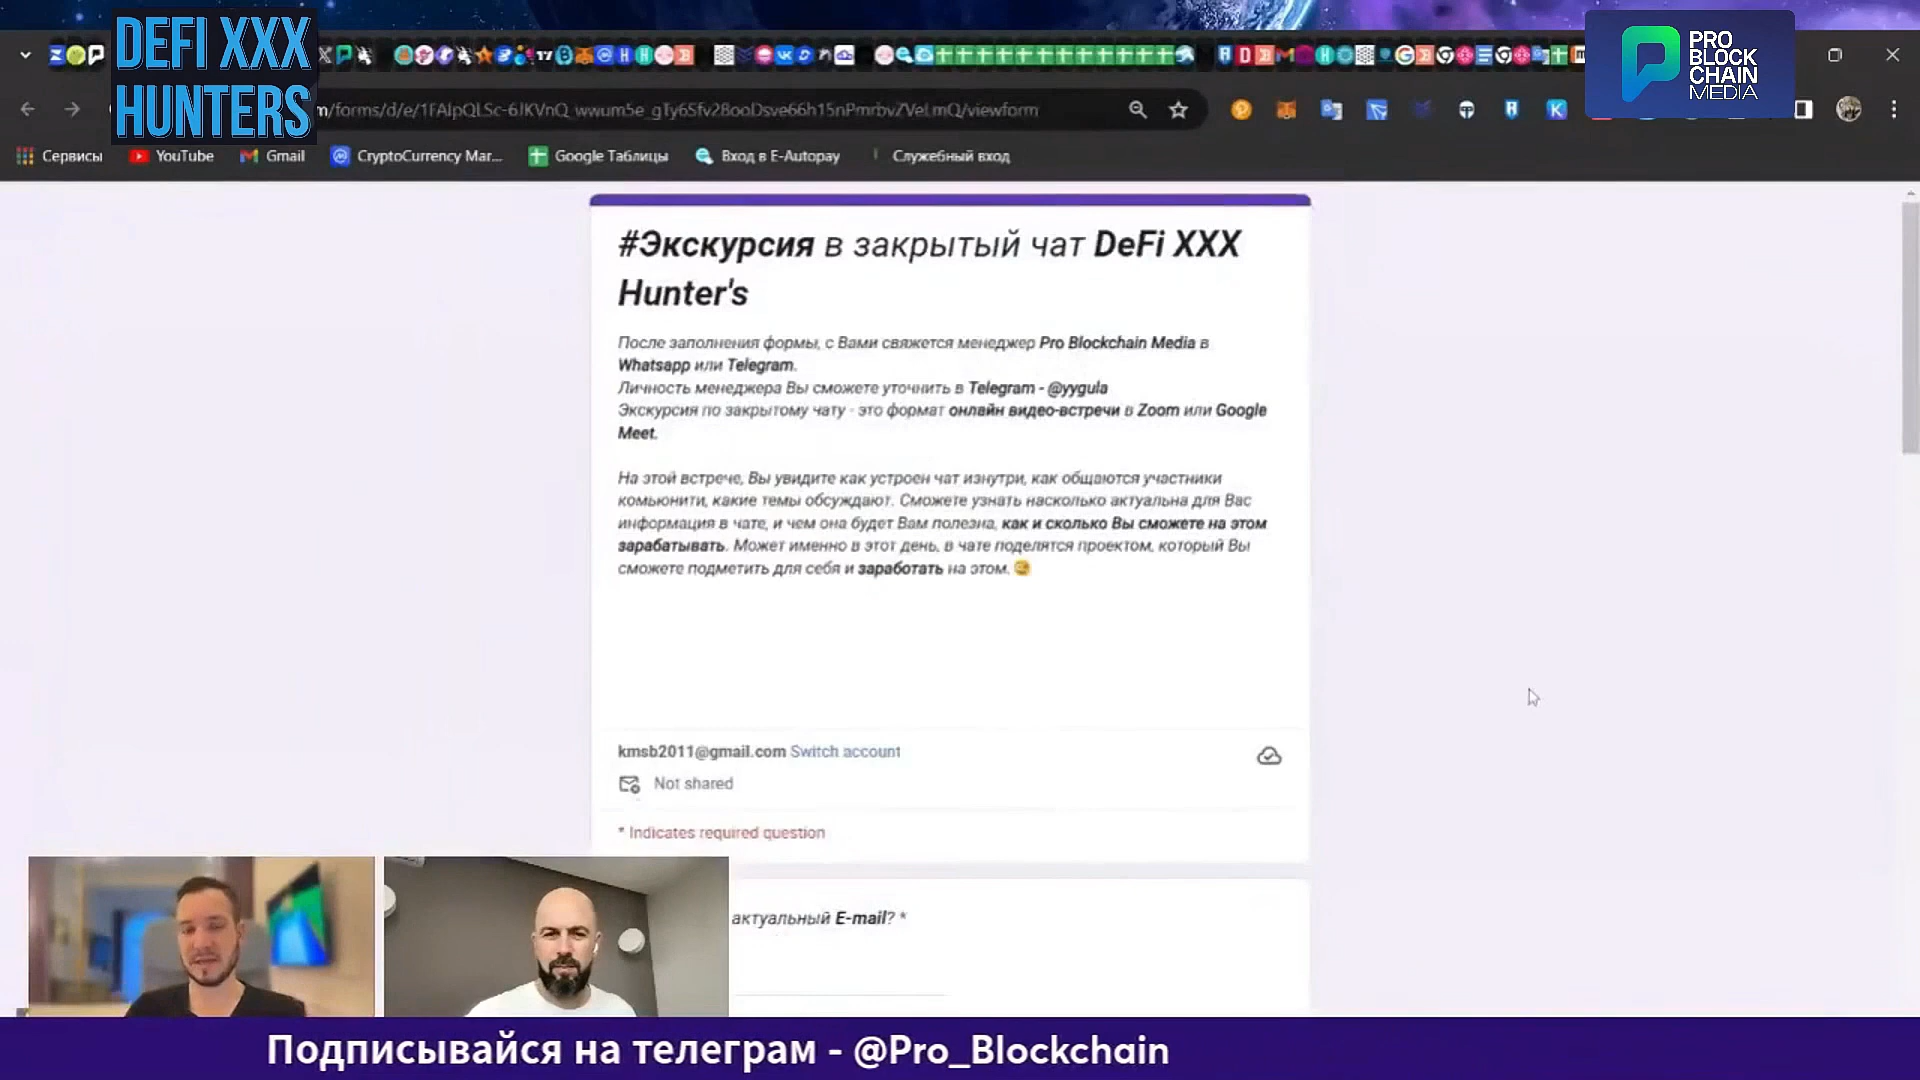 DEFI XXX
HUNTERS
PRO
BLOCK
CHAIN
MEDIA
Сервисы
YouTube
Gmail
CryptoCurrency Mar...
Google Таблицы
Вход в E-Autopay
Служебный вход
#Экскурсия в закрытый чат DeFi XXX
Hunter's
После заполнения формы, с Вами свяжется менеджер Pro Blockchain Media в
Whatsapp или Telegram.
Личность менеджера Вы сможете уточнить в Telegram - @yygula
Экскурсия по закрытому чату - это формат онлайн видео-встречи в Zoom или Google
Meet.
На этой встрече, Вы увидите как устроен чат изнутри, как общаются участники
комьюнити, какие темы обсуждают. Сможете узнать насколько актуальна для Вас
информация в чате, и чем она будет Вам полезна, как и сколько Вы сможете на этом
зарабатывать. Может именно в этот день, в чате поделятся проектом, который Вы
сможете подметить для себя и заработать на этом.
kmsb2011@gmail.com Switch account
Not shared
* Indicates required question
актуальный E-mail? *
Подписывайся на телеграм - @Pro_Blockchain